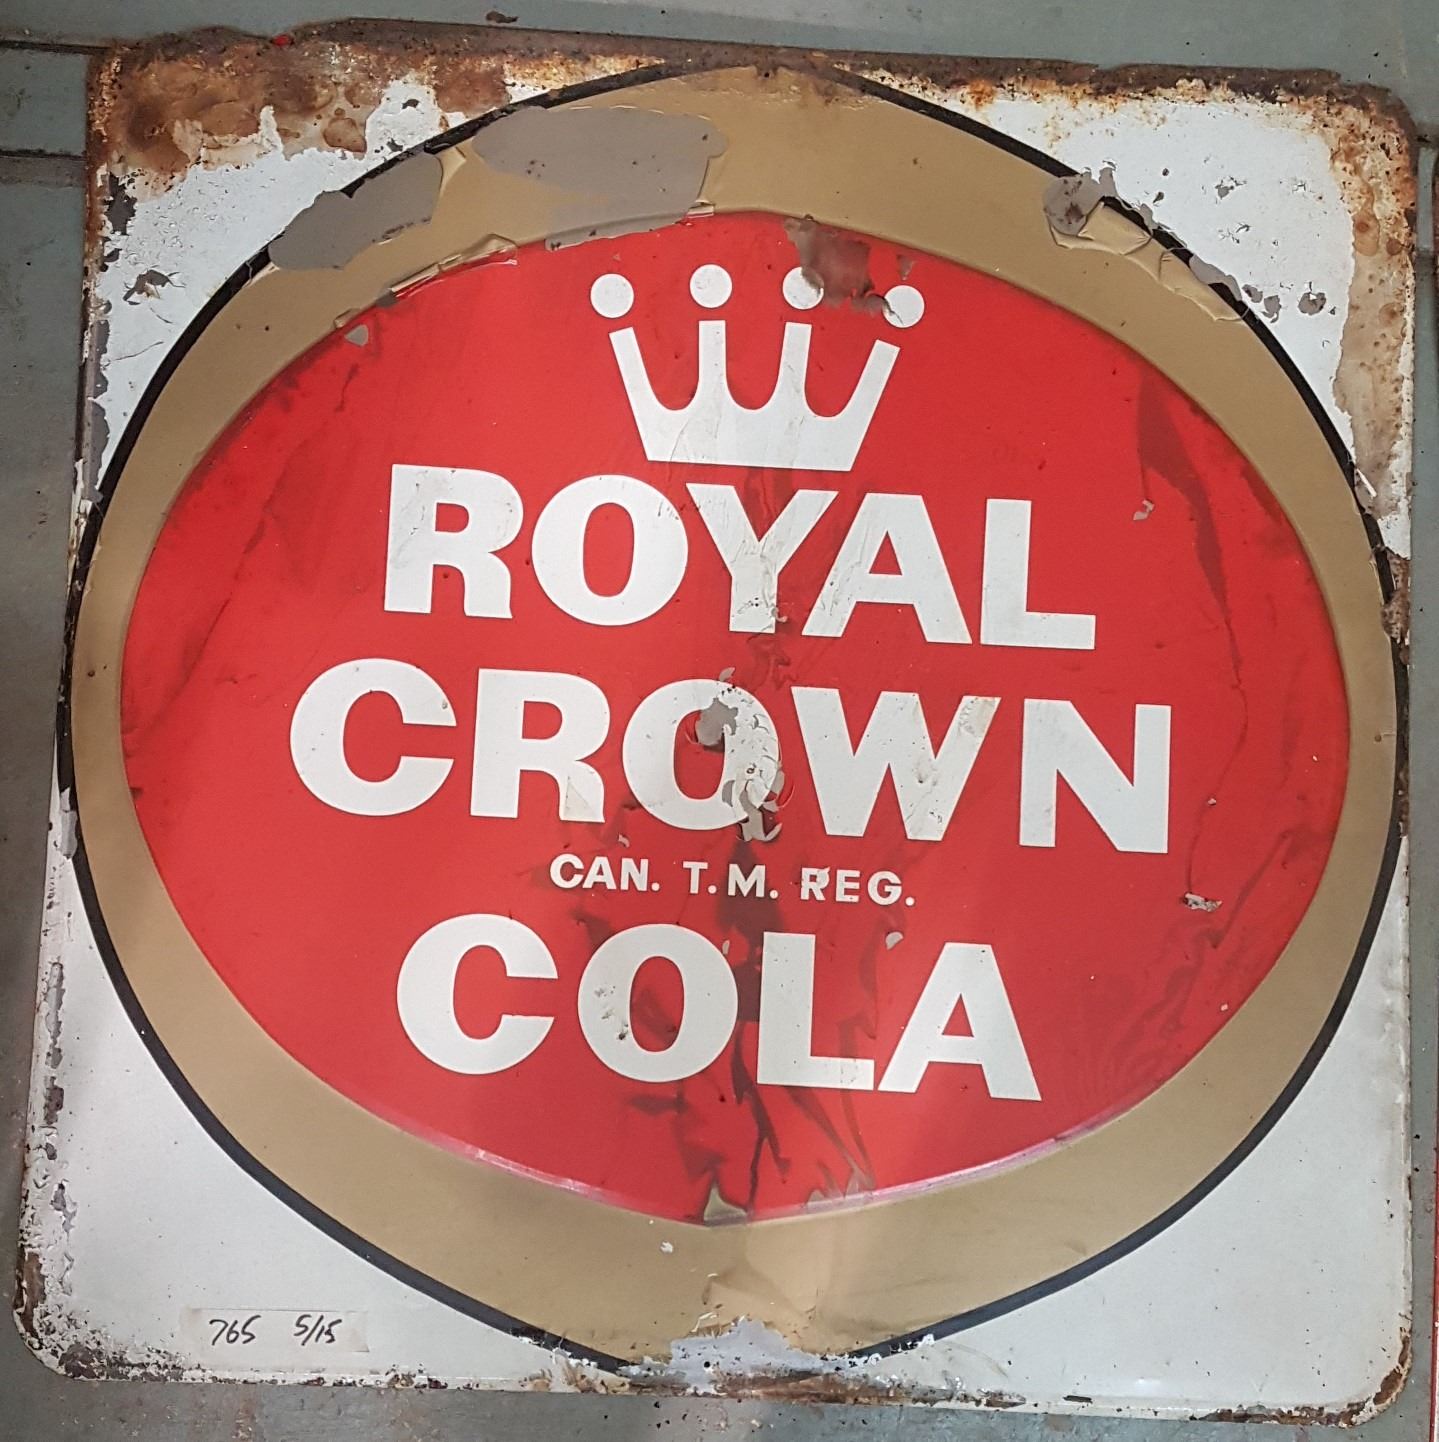 ROYAL
CROWN
CAN. T.M. REG.
COLA
765 5/15